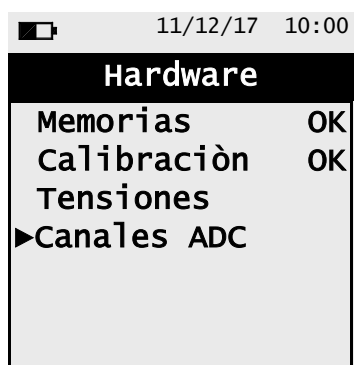 11/12/17 10:00
Hardware
Memorias OK
Calibraciòn OK
Tensiones
▶Canales ADC